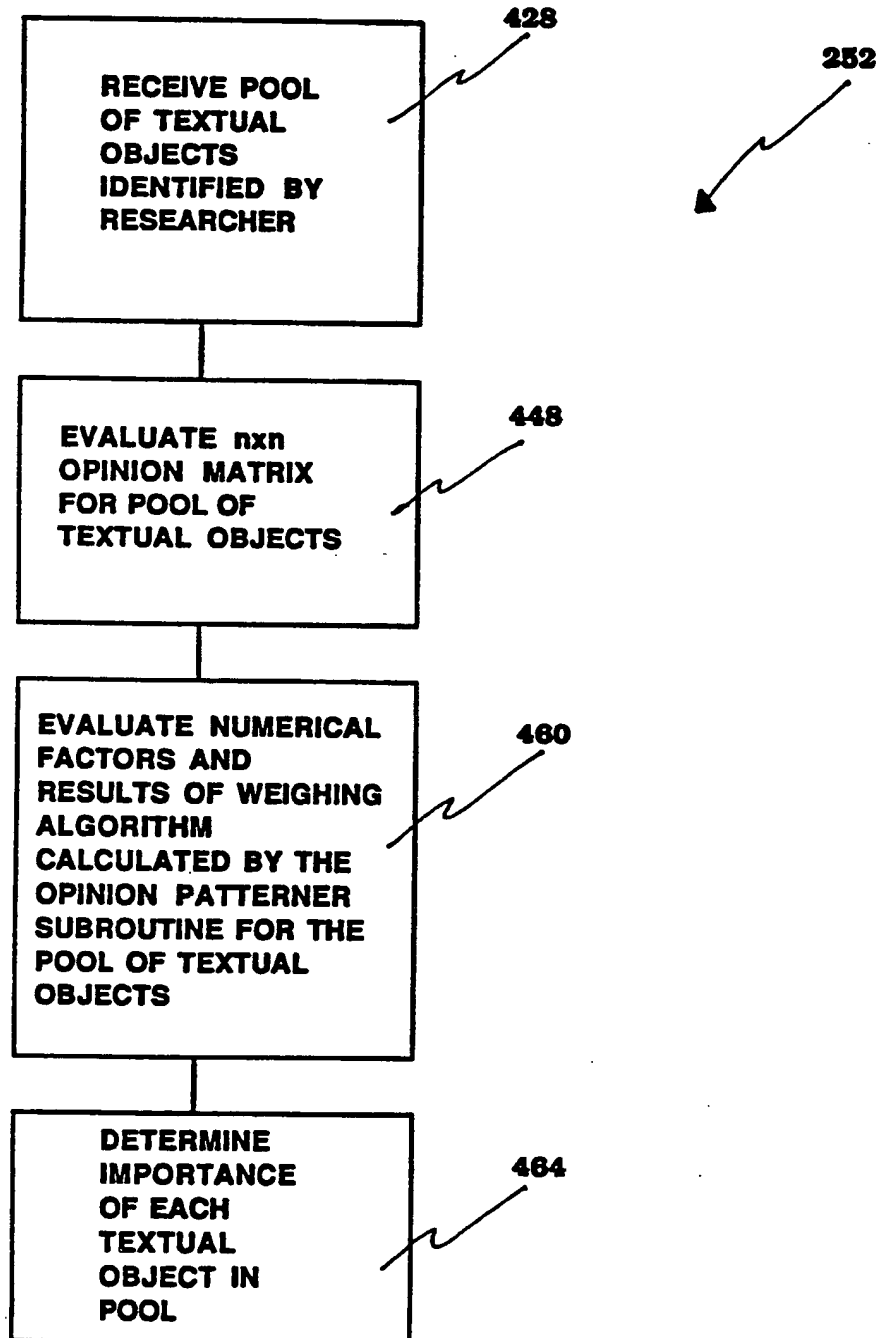 428
252
RECEIVE POOL
OF TEXTUAL
OBJECTS
IDENTIFIED BY
RESEARCHER
448
EVALUATE nxn
OPINION MATRIX
FOR POOL OF
TEXTUAL OBJECTS
460
EVALUATE NUMERICAL
FACTORS AND
RESULTS OF WEIGHING
ALGORITHM
CALCULATED BY THE
OPINION PATTERNER
SUBROUTINE FOR THE
POOL OF TEXTUAL
OBJECTS
464
DETERMINE
IMPORTANCE
OF EACH
TEXTUAL
OBJECT IN
POOL